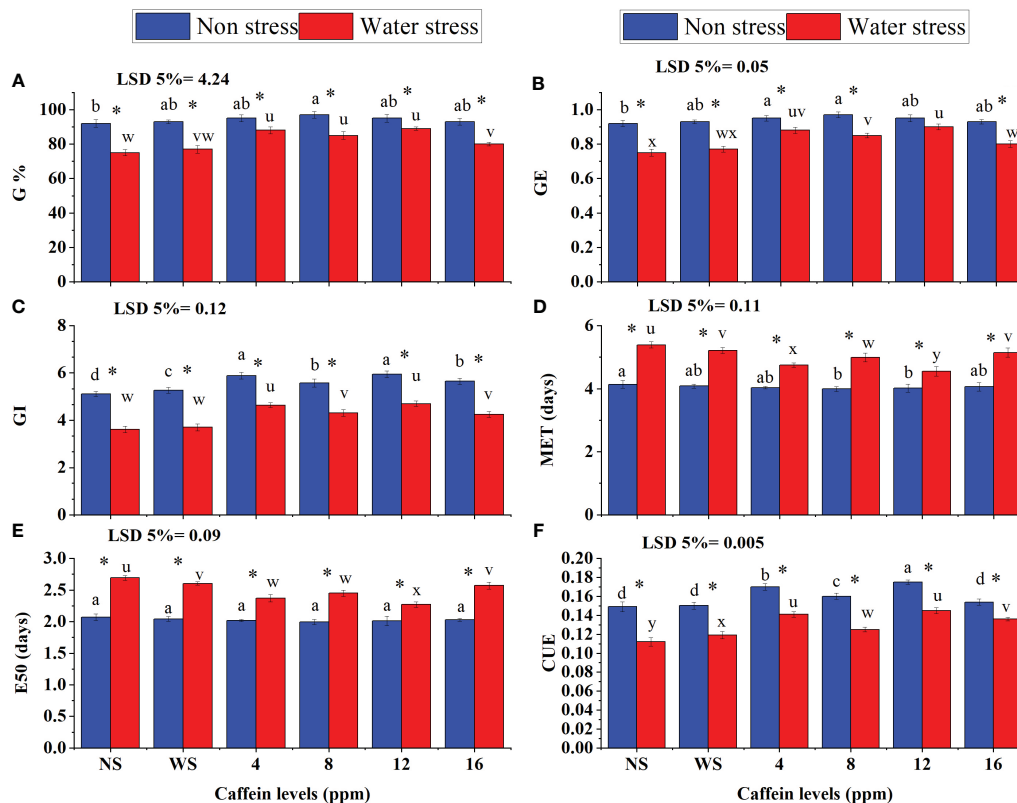 Non stress Water stress
Non stress Water stress
A
LSD 5%= 4.24
G %
100
80
60
40
20
0
b * ab * ab * a * ab * ab *
w vw u u u v
B
LSD 5%= 0.05
GE
1.0
0.8
0.6
0.4
0.2
0.0
b * ab * a * a * ab ab *
x wx uv v u w
C
LSD 5%= 0.12
GI
8
6
4
2
0
d * c * a * b * a * b *
w w u v u v
D
LSD 5%= 0.11
MET (days)
6
4
2
0
* u * v * x * w * y * v
a ab ab b b ab
E
LSD 5%= 0.09
E50 (days)
3.0
2.5
2.0
1.5
1.0
0.5
0.0
* u * v * w * w * x * v
a a a a a a
NS WS 4 8 12 16
Caffein levels (ppm)
F
LSD 5%= 0.005
CUE
0.20
0.18
0.16
0.14
0.12
0.10
0.08
0.06
0.04
0.02
0.00
d * d * b * c * a * d *
y x u w u v
NS WS 4 8 12 16
Caffein levels (ppm)